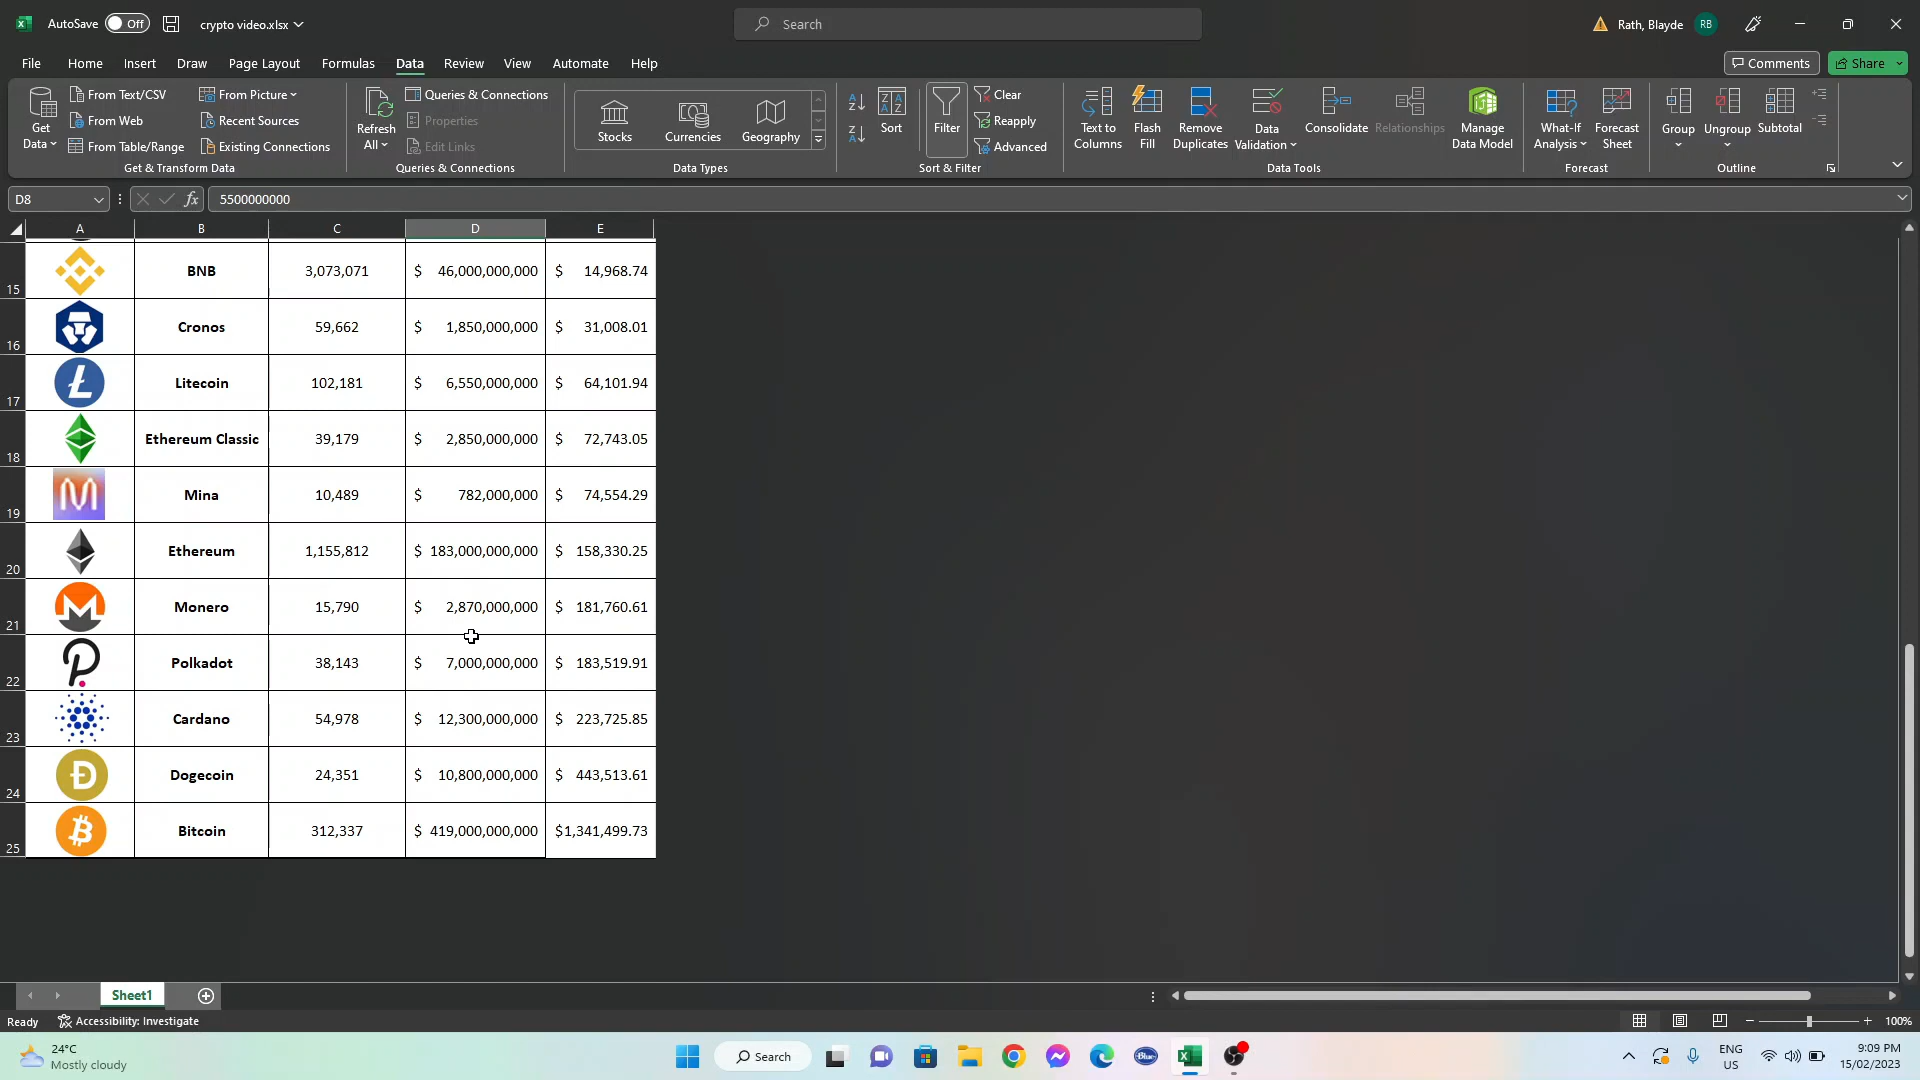 AutoSave Off crypto video.xlsx Search Rath, Blayde RB
File Home Insert Draw Page Layout Formulas Data Review View Automate Help Comments Share
Get Data From Text/CSV From Picture Refresh All Queries & Connections Stocks Currencies Geography Sort Filter Clear Text to Columns Flash Fill Remove Duplicates Data Validation Consolidate Relationships Manage Data Model What-If Analysis Forecast Sheet Group Ungroup Subtotal
From Web Recent Sources Properties Reapply
From Table/Range Existing Connections Edit Links Advanced
Get & Transform Data Queries & Connections Data Types Sort & Filter Data Tools Forecast Outline
D8 fx 5500000000
A B C D E
15 BNB 3,073,071 $ 46,000,000,000 $ 14,968.74
16 Cronos 59,662 $ 1,850,000,000 $ 31,008.01
17 Litecoin 102,181 $ 6,550,000,000 $ 64,101.94
18 Ethereum Classic 39,179 $ 2,850,000,000 $ 72,743.05
19 Mina 10,489 $ 782,000,000 $ 74,554.29
20 Ethereum 1,155,812 $ 183,000,000,000 $ 158,330.25
21 Monero 15,790 $ 2,870,000,000 $ 181,760.61
22 Polkadot 38,143 $ 7,000,000,000 $ 183,519.91
23 Cardano 54,978 $ 12,300,000,000 $ 223,725.85
24 Dogecoin 24,351 $ 10,800,000,000 $ 443,513.61
25 Bitcoin 312,337 $ 419,000,000,000 $1,341,499.73
Sheet1
Ready Accessibility: Investigate 100%
24°C Search ENG 9:09 PM
Mostly cloudy US 15/02/2023